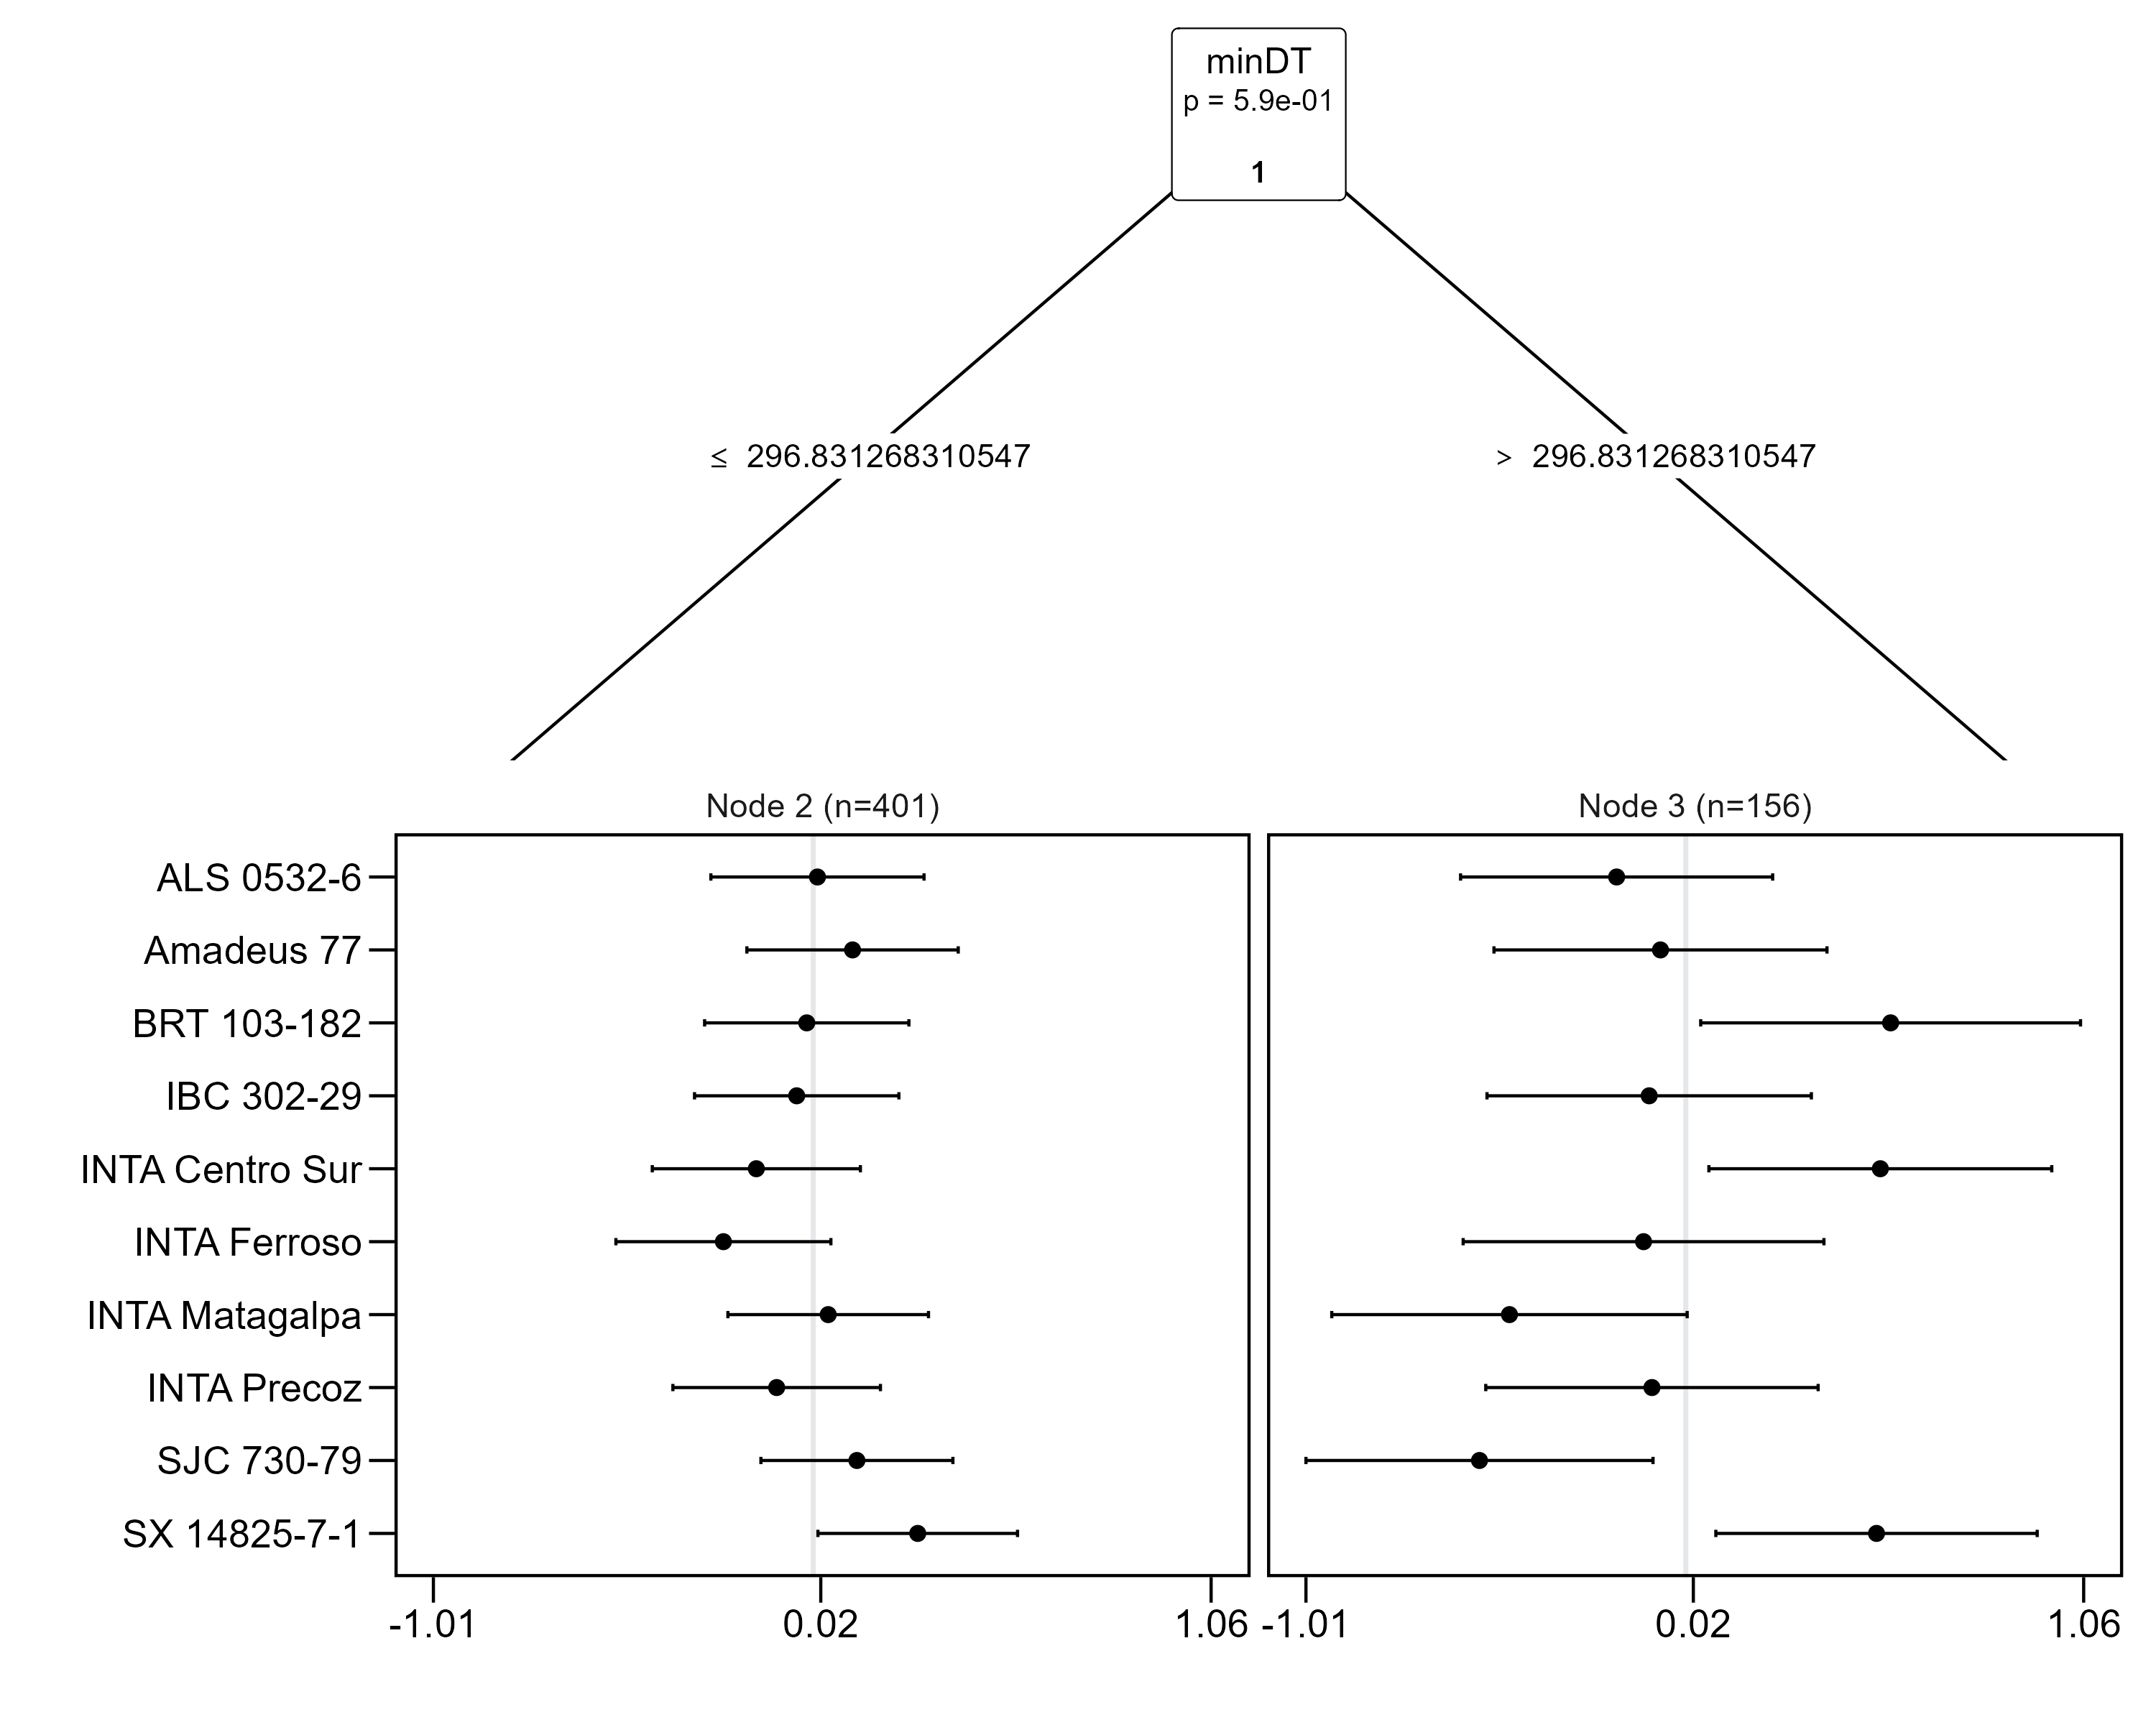 minDT
p = 5.9e-01
1
≤ 296.831268310547
> 296.831268310547
Node 2 (n=401)
Node 3 (n=156)
ALS 0532-6
Amadeus 77
BRT 103-182
IBC 302-29
INTA Centro Sur
INTA Ferroso
INTA Matagalpa
INTA Precoz
SJC 730-79
SX 14825-7-1
-1.01 0.02 1.06
-1.01 0.02 1.06